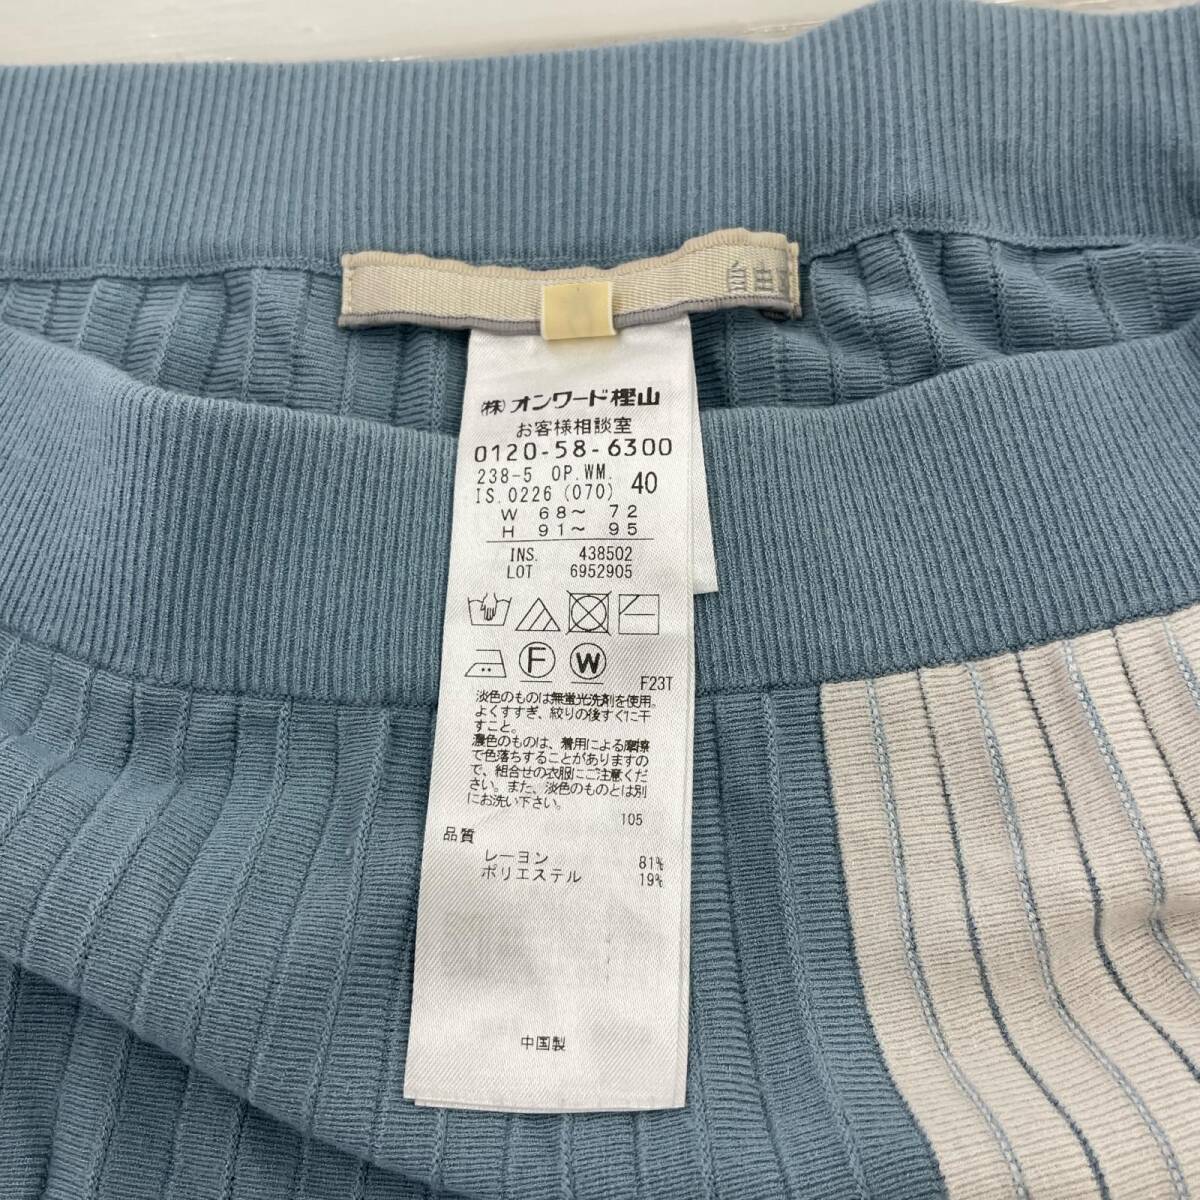 ㈱オンワード樫山
お客様相談室
0120-58-6300
238-5 OP.WM.
IS.0226 (070) 40
W 68～ 72
H 91～ 95
INS. 438502
LOT 6952905
F W
F23T
淡色のものは無蛍光洗剤を使用。
よくすすぎ、絞りの後すぐに干
すこと。
濃色のものは、着用による摩擦
で色落ちすることがありますの
で、組合せの衣服にご注意くだ
さい。また、淡色のものとは別
にお洗い下さい。
105
品質
レーヨン 81%
ポリエステル 19%
中国製